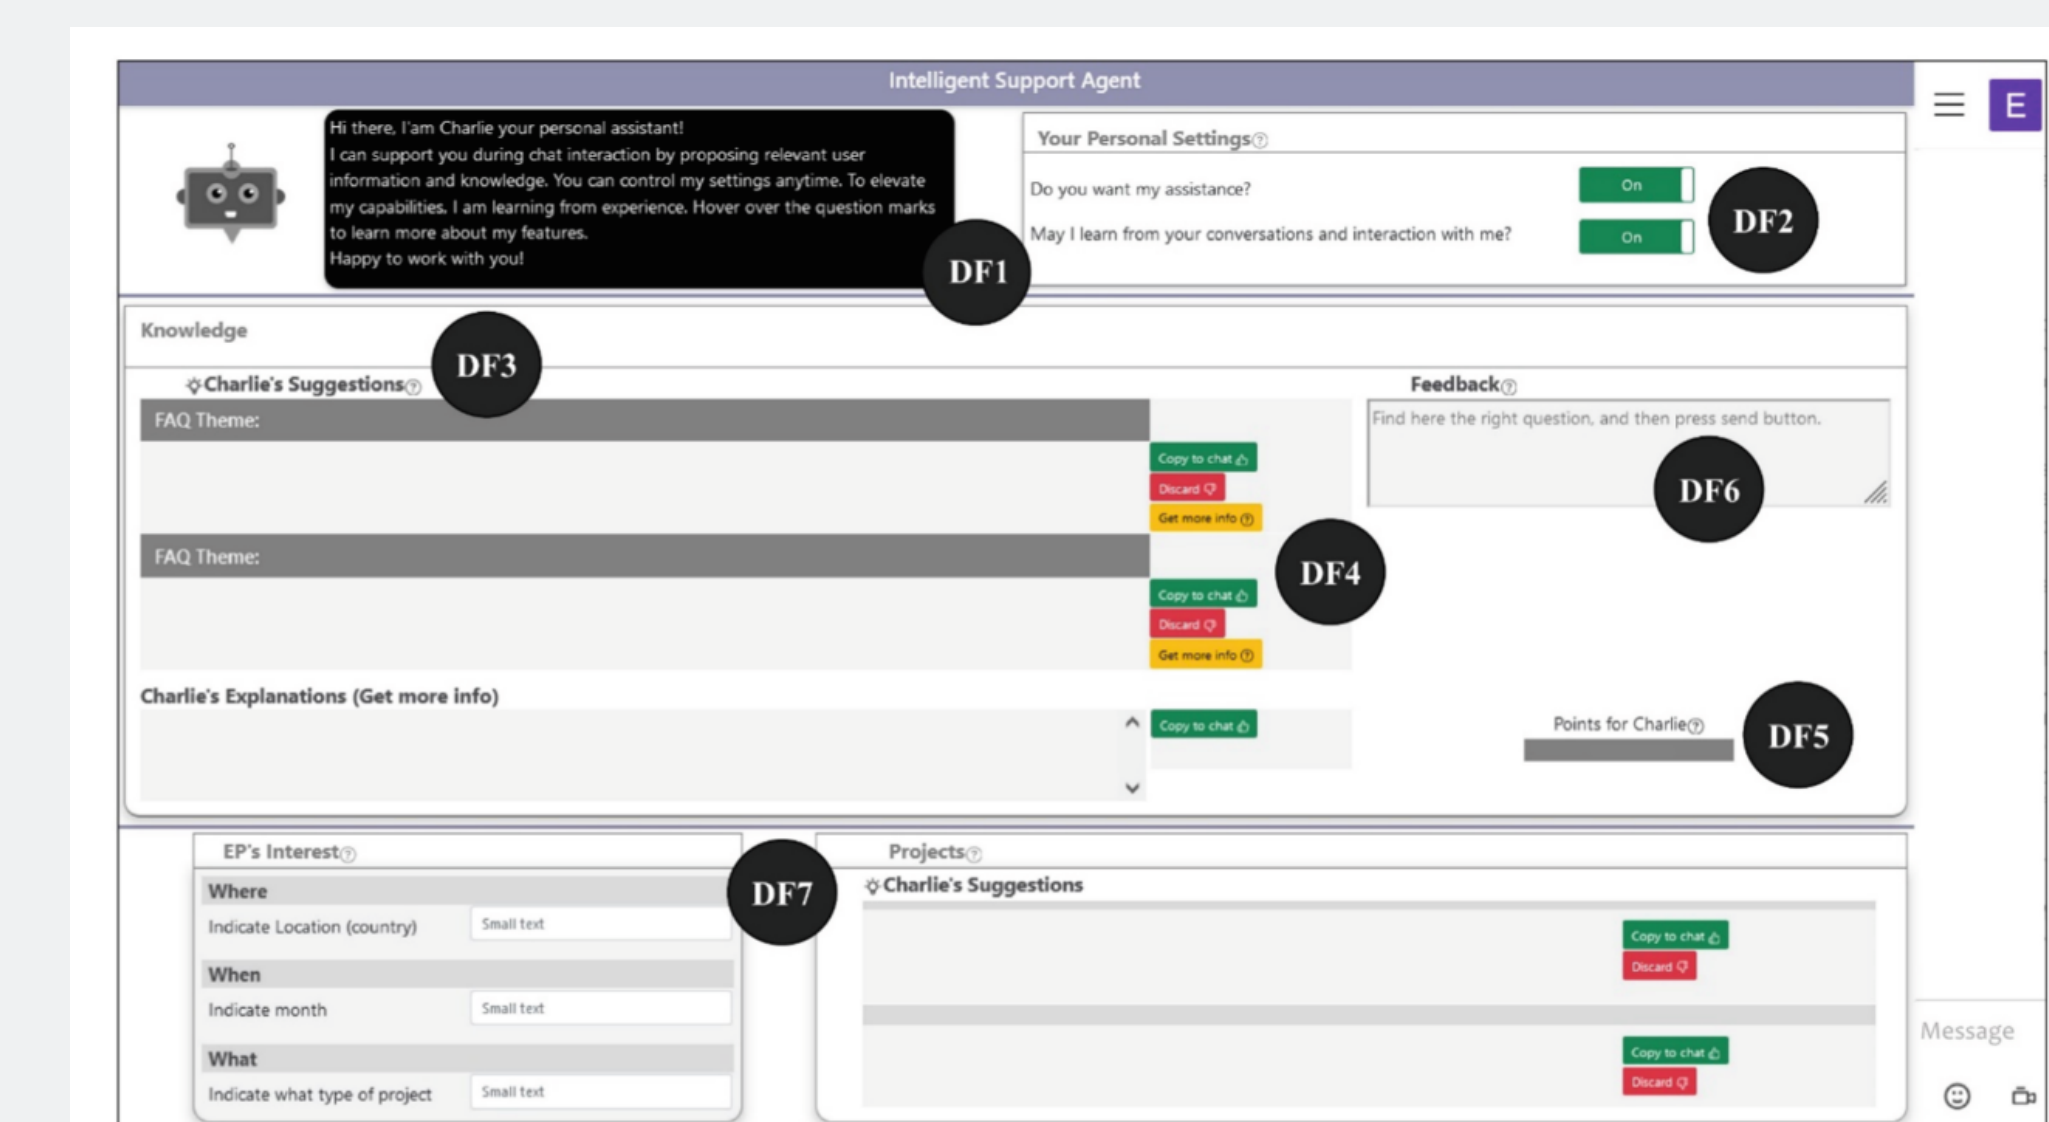 Intelligent Support Agent
E
Hi there, I'am Charlie your personal assistant!
I can support you during chat interaction by proposing relevant user
information and knowledge. You can control my settings anytime. To elevate
my capabilities. I am learning from experience. Hover over the question marks
to learn more about my features.
Happy to work with you!
DF1
Your Personal Settings?
Do you want my assistance?
On
May I learn from your conversations and interaction with me?
On
DF2
Knowledge
DF3
Charlie's Suggestions?
FAQ Theme:
Copy to chat
Discard
Get more info ?
FAQ Theme:
Copy to chat
Discard
Get more info ?
DF4
Feedback?
Find here the right question, and then press send button.
DF6
Charlie's Explanations (Get more info)
Copy to chat
Points for Charlie?
DF5
EP's Interest?
Where
Indicate Location (country)
Small text
When
Indicate month
Small text
What
Indicate what type of project
Small text
DF7
Projects?
Charlie's Suggestions
Copy to chat
Discard
Copy to chat
Discard
Message